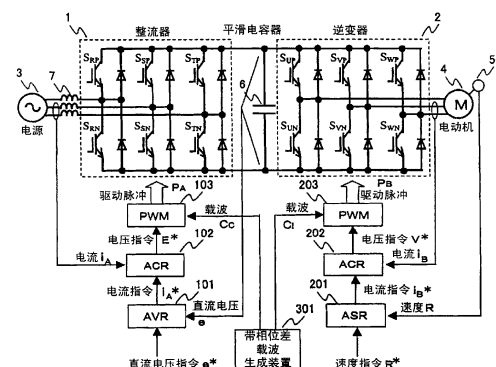 1
整流器
平滑电容器
逆变器
2
3
7
S_RP
S_SP
S_TP
6
S_UP
S_VP
S_WP
4
5
M
电源
电动机
S_RN
S_SN
S_TN
S_UN
S_VN
S_WN
驱动脉冲
P_A
103
203
P_B
驱动脉冲
PWM
载波
C_C
载波
C_I
PWM
电压指令 E*
电压指令 V*
102
202
电流 i_A
ACR
ACR
电流 i_B
电流指令 i_A*
电流指令 i_B*
101
直流电压
e
301
201
速度 R
AVR
带相位差
载波
生成装置
ASR
直流电压指令 e*
速度指令 R*